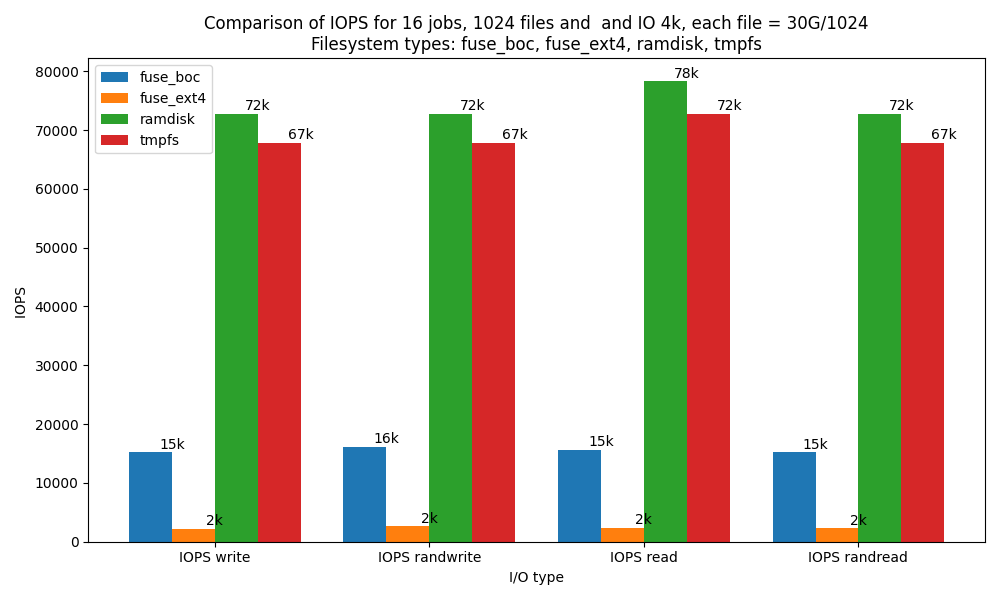 Comparison of IOPS for 16 jobs, 1024 files and  and IO 4k, each file = 30G/1024
Filesystem types: fuse_boc, fuse_ext4, ramdisk, tmpfs
fuse_boc
fuse_ext4
ramdisk
tmpfs
80000
70000
60000
50000
40000
30000
20000
10000
0
IOPS
15k
2k
72k
67k
16k
2k
72k
67k
15k
2k
78k
72k
15k
2k
72k
67k
IOPS write
IOPS randwrite
IOPS read
IOPS randread
I/O type